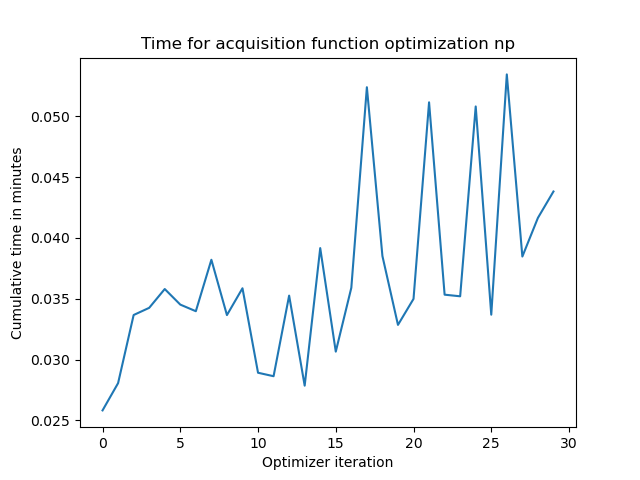 Time for acquisition function optimization np
Cumulative time in minutes
0.050
0.045
0.040
0.035
0.030
0.025
0 5 10 15 20 25 30
Optimizer iteration